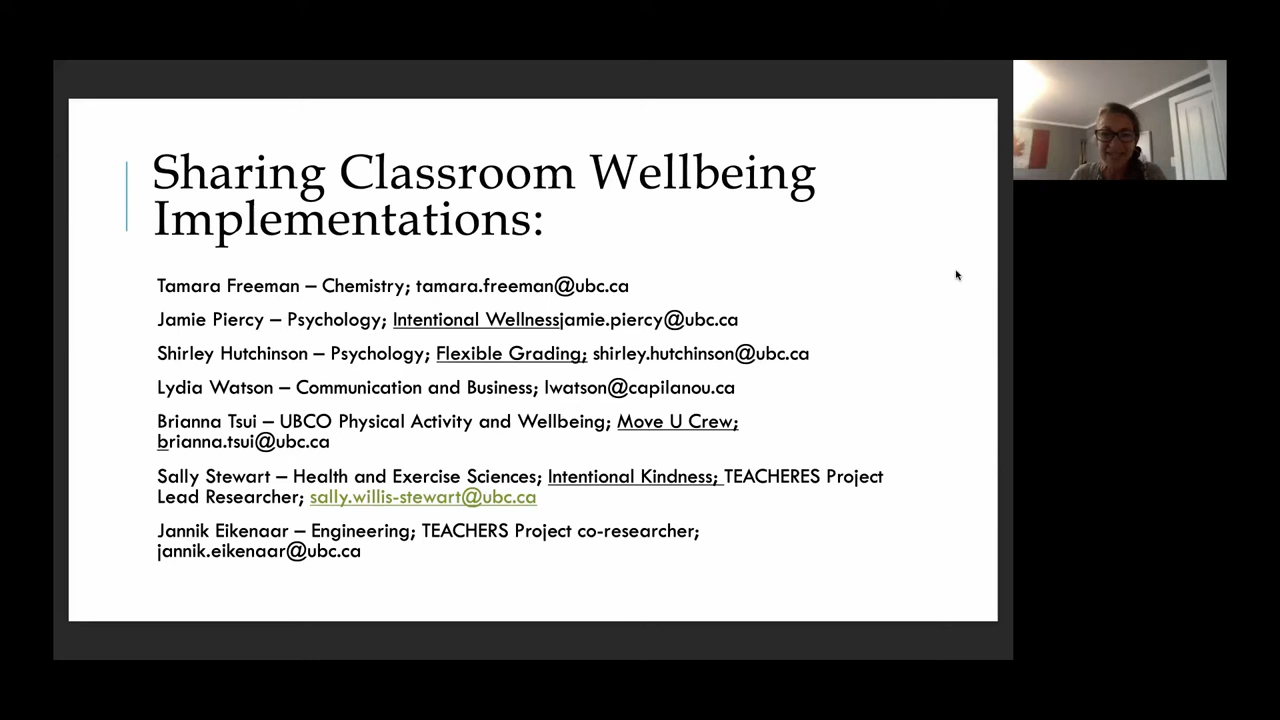 Sharing Classroom Wellbeing
Implementations:
Tamara Freeman – Chemistry; tamara.freeman@ubc.ca
Jamie Piercy – Psychology; Intentional Wellnessjamie.piercy@ubc.ca
Shirley Hutchinson – Psychology; Flexible Grading; shirley.hutchinson@ubc.ca
Lydia Watson – Communication and Business; lwatson@capilanou.ca
Brianna Tsui – UBCO Physical Activity and Wellbeing; Move U Crew;
brianna.tsui@ubc.ca
Sally Stewart – Health and Exercise Sciences; Intentional Kindness; TEACHERES Project
Lead Researcher; sally.willis-stewart@ubc.ca
Jannik Eikenaar – Engineering; TEACHERS Project co-researcher;
jannik.eikenaar@ubc.ca